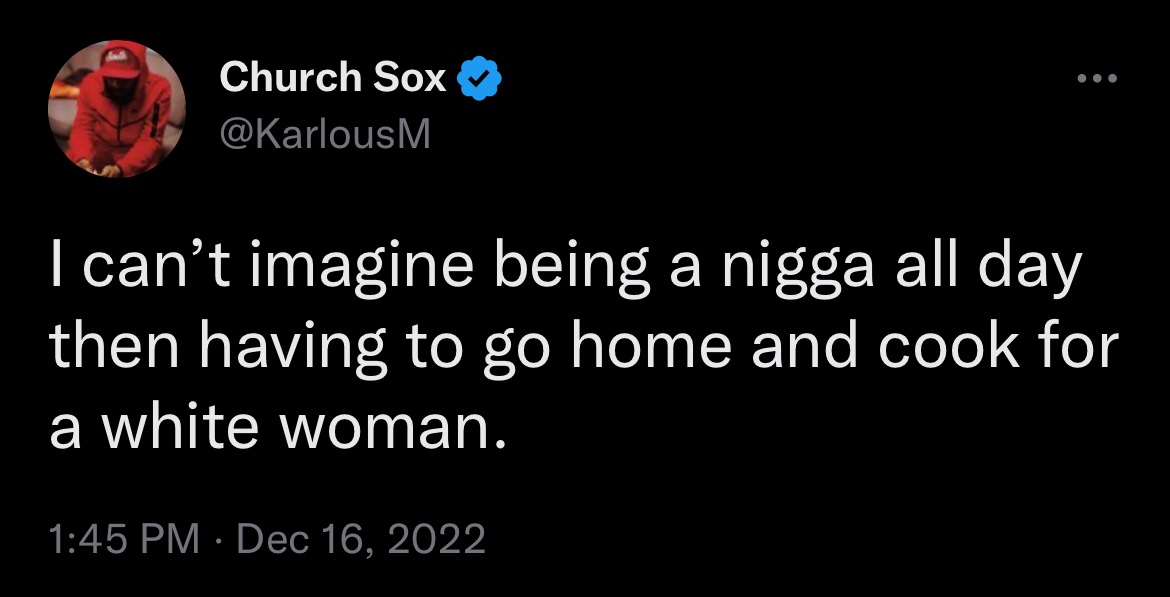 Church Sox
@KarlousM
I can’t imagine being a nigga all day
then having to go home and cook for
a white woman.
1:45 PM · Dec 16, 2022